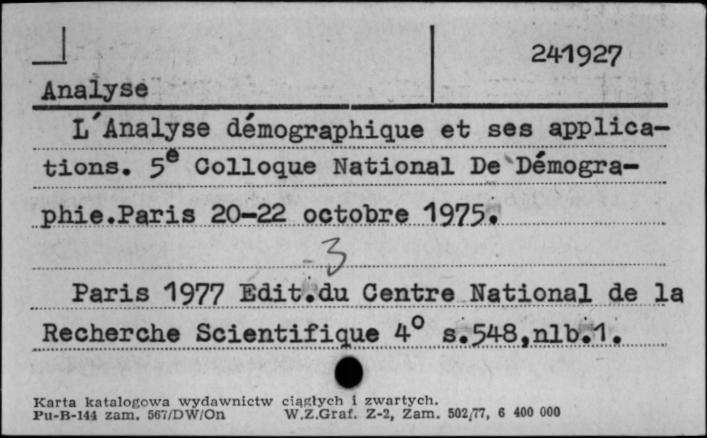 241927
Analyse
L'Analyse démographique et ses applica-
tions. 5e Colloque National De Démogra-
phie.Paris 20-22 octobre 1975.
3
Paris 1977 Édit.du Centre National de la
Recherche Scientifique 4° s.548,nlb.1.
Karta katalogowa wydawnictw ciągłych i zwartych.
Pu-B-144 zam. 567/DW/On W.Z.Graf. Z-2, Zam. 502/77, 6 400 000